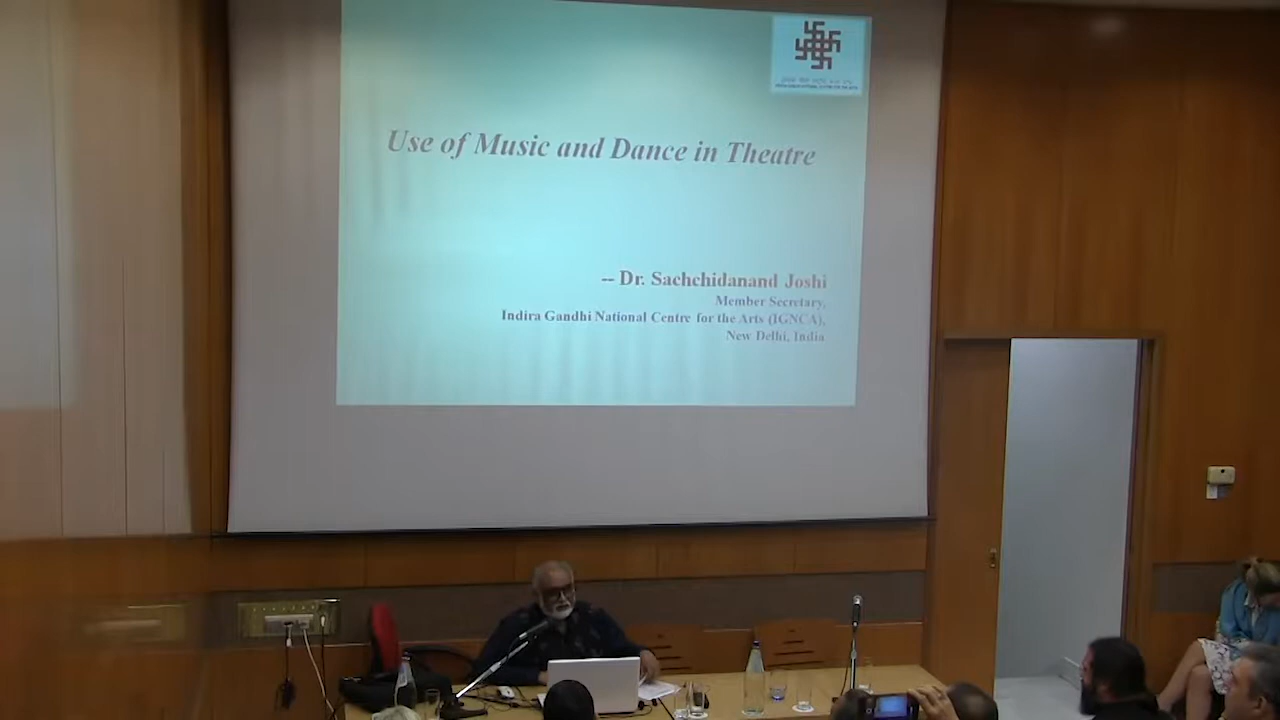 Use of Music and Dance in Theatre
-- Dr. Sachchidanand Joshi
Member Secretary,
Indira Gandhi National Centre for the Arts (IGNCA),
New Delhi, India